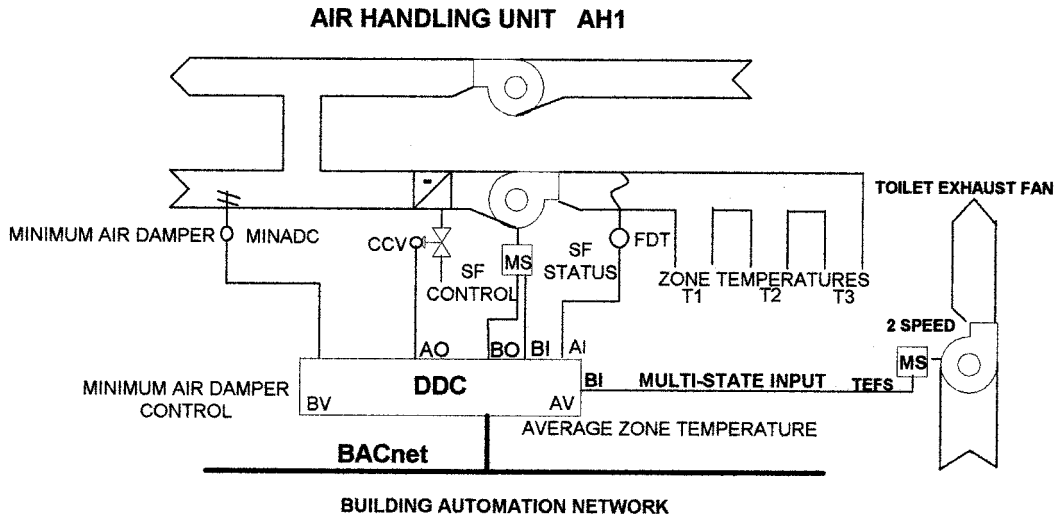 AIR HANDLING UNIT AH1
TOILET EXHAUST FAN
MINIMUM AIR DAMPER
MINADC
CCV
SF
CONTROL
MS
SF
STATUS
FDT
ZONE TEMPERATURES
T1 T2 T3
2 SPEED
MS
AO
BO
BI
AI
MINIMUM AIR DAMPER
CONTROL
DDC
BV
AV
BI
MULTI-STATE INPUT
TEFS
AVERAGE ZONE TEMPERATURE
BACnet
BUILDING AUTOMATION NETWORK